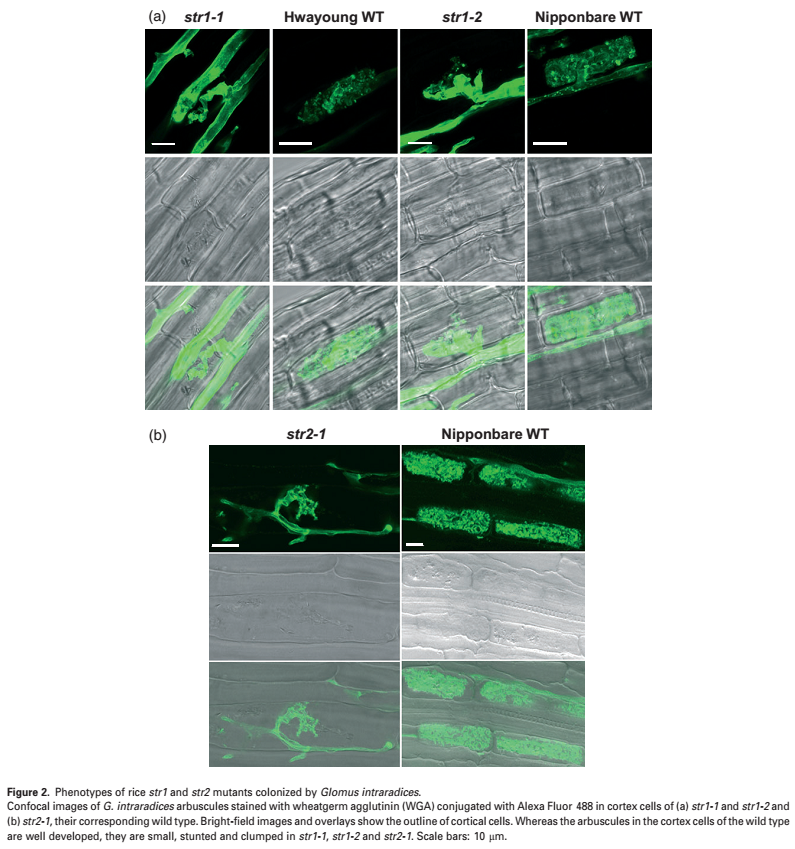 (a) str1-1 Hwayoung WT str1-2 Nipponbare WT
(b) str2-1 Nipponbare WT
Figure 2. Phenotypes of rice str1 and str2 mutants colonized by Glomus intraradices.
Confocal images of G. intraradices arbuscules stained with wheatgerm agglutinin (WGA) conjugated with Alexa Fluor 488 in cortex cells of (a) str1-1 and str1-2 and
(b) str2-1, their corresponding wild type. Bright-field images and overlays show the outline of cortical cells. Whereas the arbuscules in the cortex cells of the wild type
are well developed, they are small, stunted and clumped in str1-1, str1-2 and str2-1. Scale bars: 10 μm.